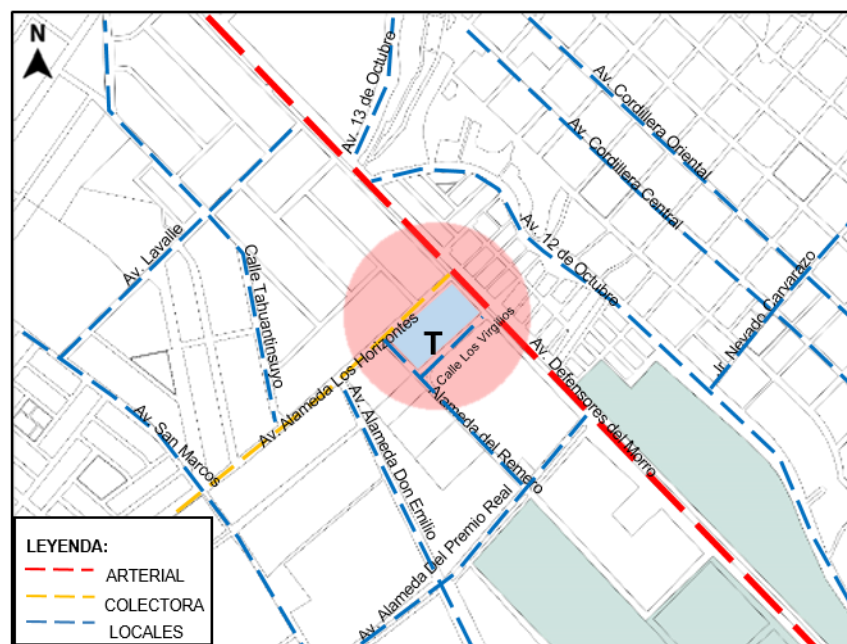 N
Av. 13 de Octubre
Av. Cordillera Oriental
Av. Cordillera Central
Av. 12 de Octubre
Av. Lavalle
Calle Tahuantinsuyo
Jr. Nevado Carvarazo
T
Calle Los Virgilios
Av. Alameda Los Horizontes
Av. Defensores del Morro
Av. San Marcos
Av. Alameda Don Emilio
Alameda del Remero
Av. Alameda Del Premio Real
LEYENDA:
ARTERIAL
COLECTORA
LOCALES